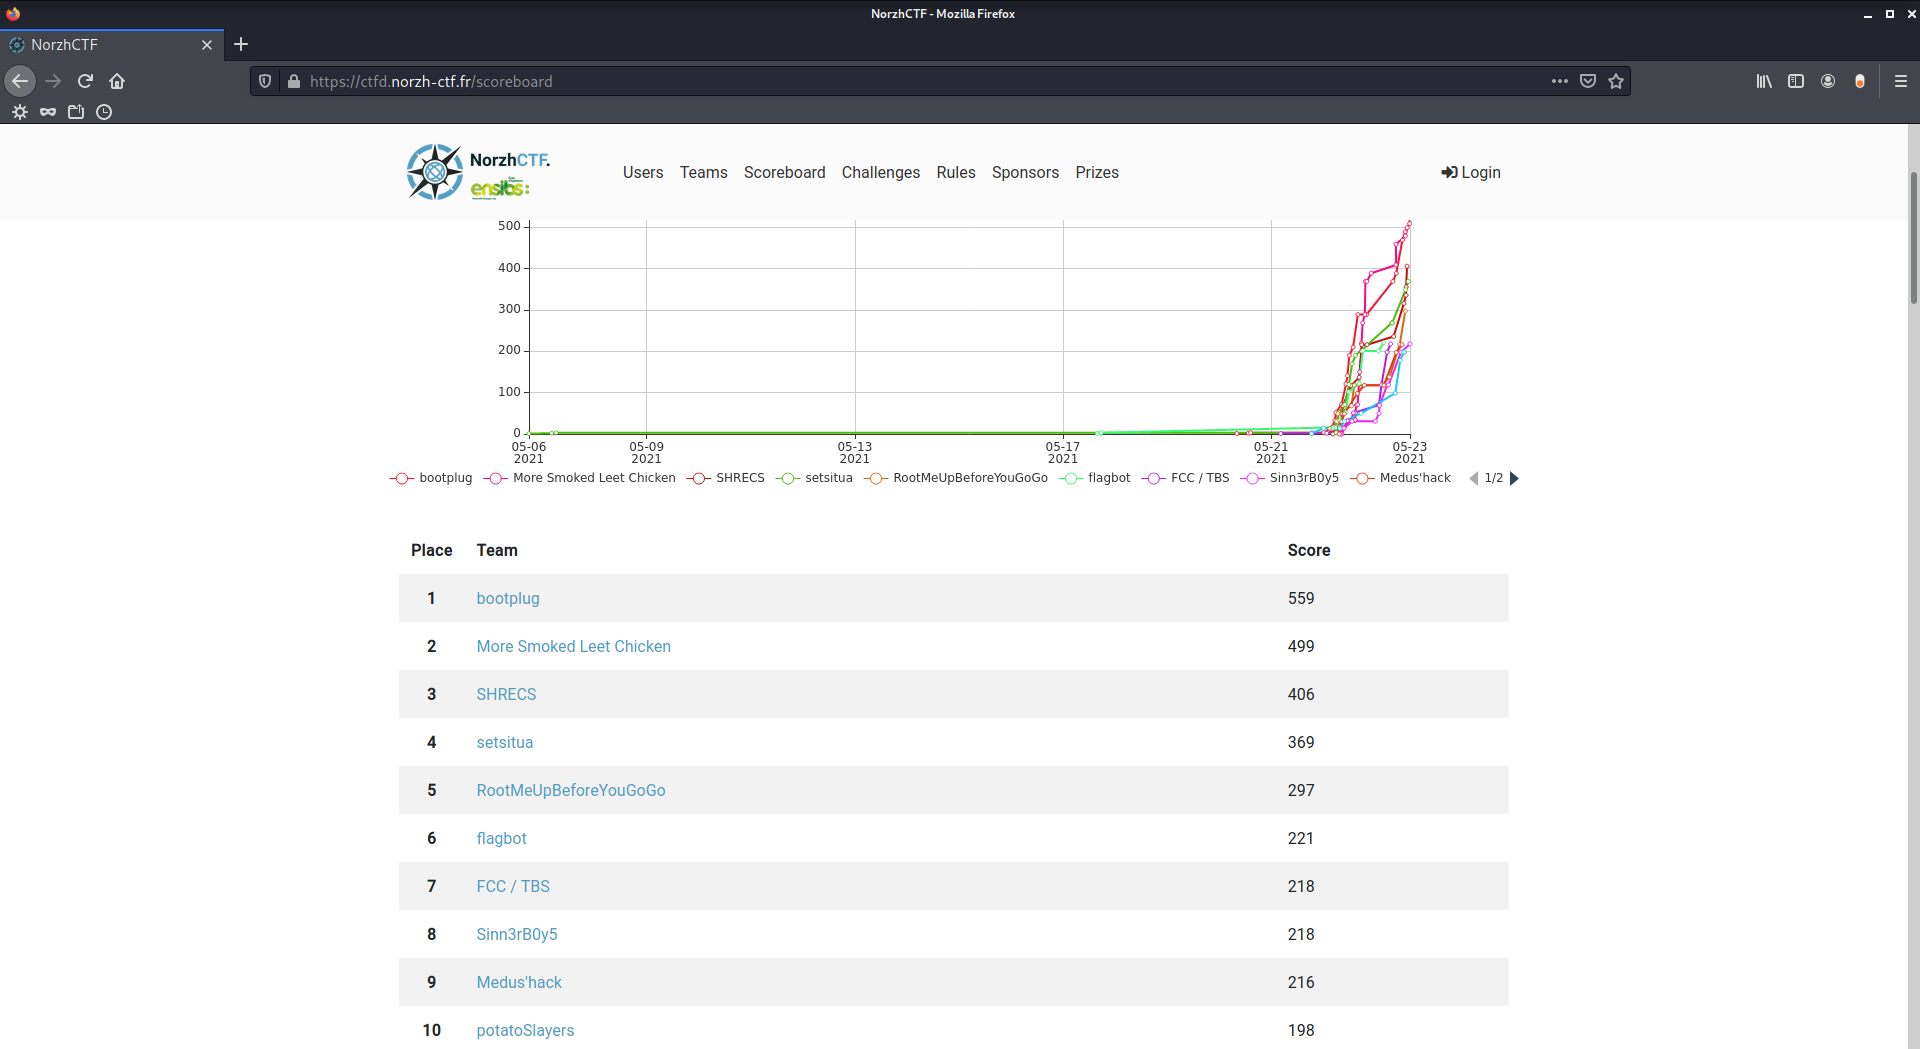 NorzhCTF - Mozilla Firefox
NorzhCTF
https://ctfd.norzh-ctf.fr/scoreboard
NorzhCTF.
ensibs:
Users Teams Scoreboard Challenges Rules Sponsors Prizes Login
500
400
300
200
100
0
05-06 05-09 05-13 05-17 05-21 05-23
2021 2021 2021 2021 2021 2021
bootplug More Smoked Leet Chicken SHRECS setsitua RootMeUpBeforeYouGoGo flagbot FCC / TBS Sinn3rB0y5 Medus'hack 1/2
Place Team Score
1 bootplug 559
2 More Smoked Leet Chicken 499
3 SHRECS 406
4 setsitua 369
5 RootMeUpBeforeYouGoGo 297
6 flagbot 221
7 FCC / TBS 218
8 Sinn3rB0y5 218
9 Medus'hack 216
10 potatoSlayers 198